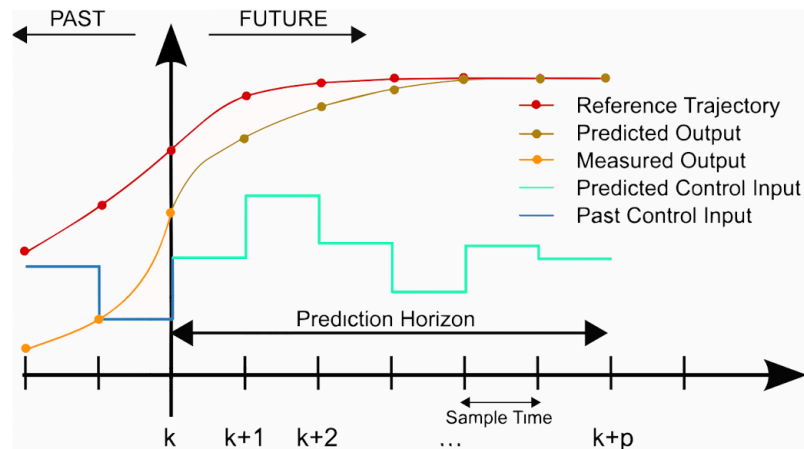 PAST
FUTURE
Reference Trajectory
Predicted Output
Measured Output
Predicted Control Input
Past Control Input
Prediction Horizon
Sample Time
k
k+1
k+2
...
k+p